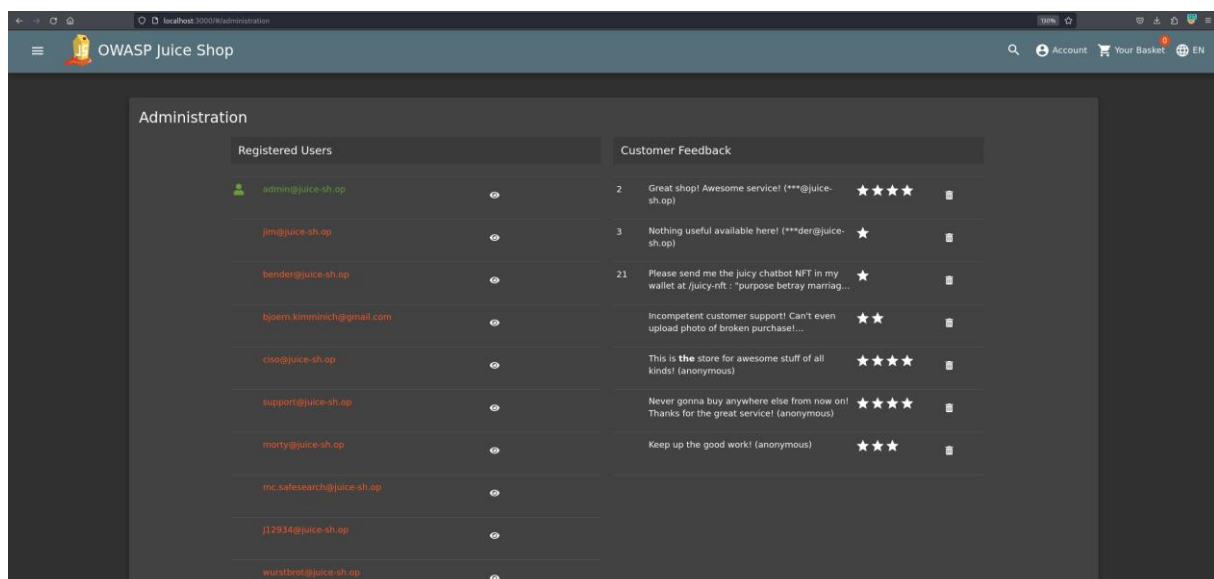 localhost:3000/#/administration
130%
OWASP Juice Shop
Account
Your Basket
0
EN
Administration
Registered Users
admin@juice-sh.op
jim@juice-sh.op
bender@juice-sh.op
bjoern.kimminich@gmail.com
ciso@juice-sh.op
support@juice-sh.op
morty@juice-sh.op
mc.safesearch@juice-sh.op
J12934@juice-sh.op
wurstbrot@juice-sh.op
Customer Feedback
2 Great shop! Awesome service! (***@juice-
sh.op)
3 Nothing useful available here! (***der@juice-
sh.op)
21 Please send me the juicy chatbot NFT in my
wallet at /juicy-nft : "purpose betray marriag...
Incompetent customer support! Can't even
upload photo of broken purchase!...
This is the store for awesome stuff of all
kinds! (anonymous)
Never gonna buy anywhere else from now on!
Thanks for the great service! (anonymous)
Keep up the good work! (anonymous)